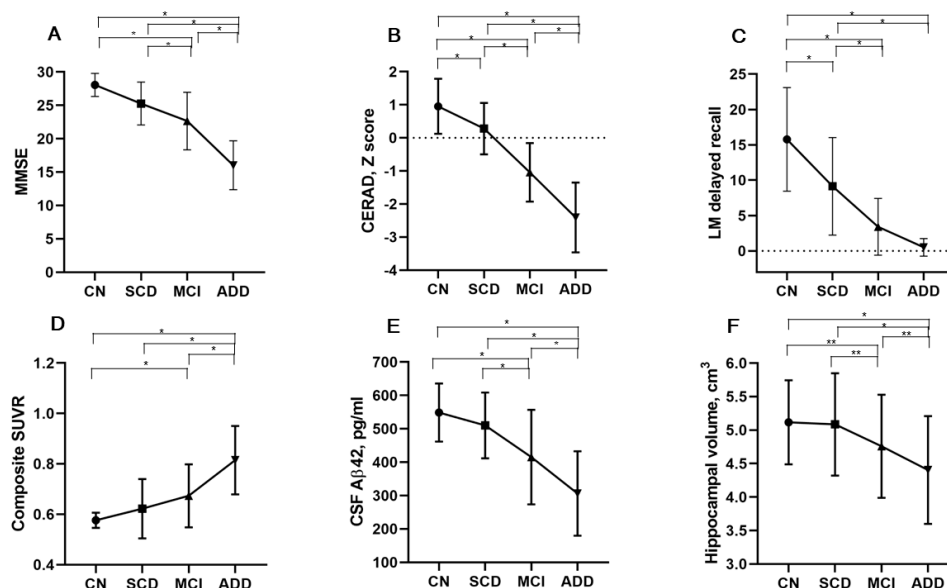 A
* * * * *
MMSE
30
25
20
15
10
5
0
CN SCD MCI ADD
B
* * * * * *
CERAD, Z score
2
1
0
-1
-2
-3
-4
CN SCD MCI ADD
C
* * * * *
LM delayed recall
25
20
15
10
5
0
CN SCD MCI ADD
D
* * * *
Composite SUVR
1.2
1.0
0.8
0.6
0.4
CN SCD MCI ADD
E
* * * * *
CSF Aβ42, pg/ml
700
600
500
400
300
200
100
CN SCD MCI ADD
F
* * ** ** **
Hippocampal volume, cm³
6.0
5.5
5.0
4.5
4.0
3.5
3.0
CN SCD MCI ADD